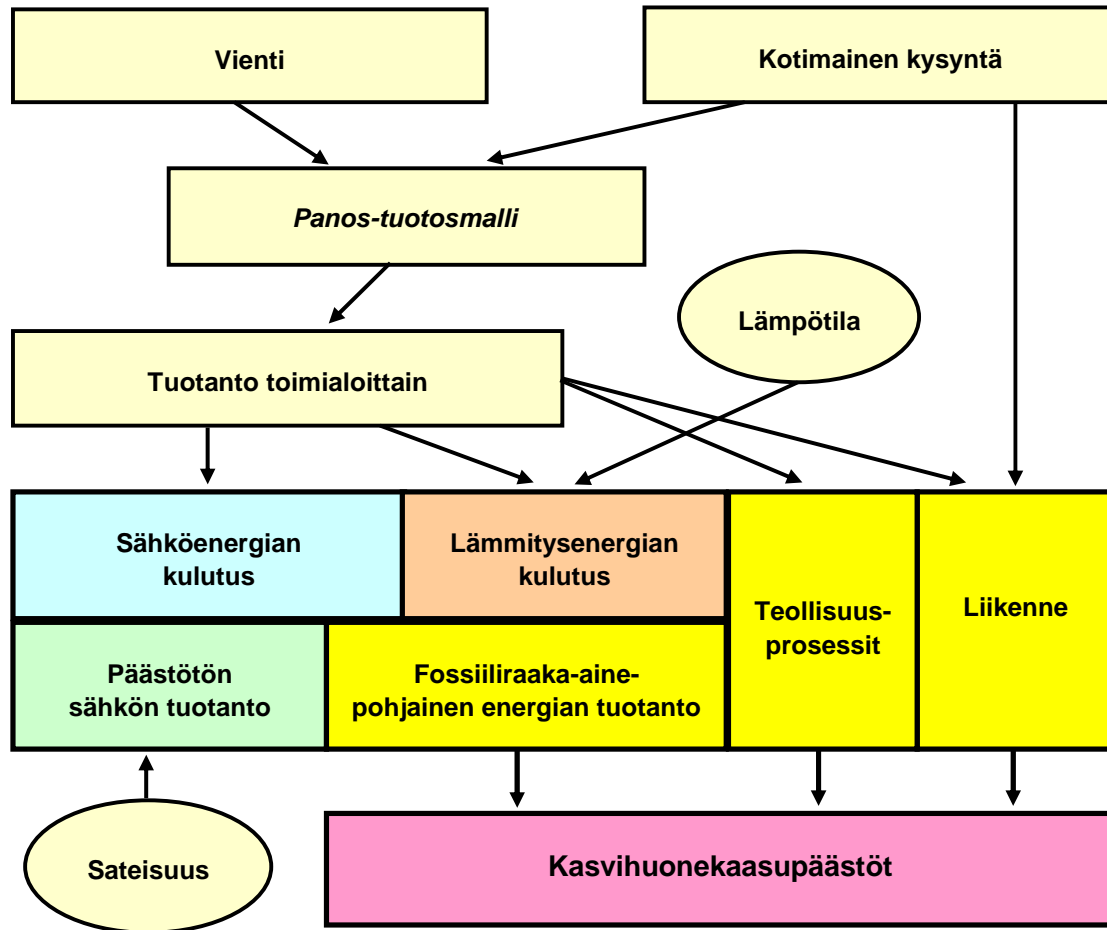 Vienti
Kotimainen kysyntä
Panos-tuotosmalli
Lämpötila
Tuotanto toimialoittain
Sähköenergian
kulutus
Lämmitysenergian
kulutus
Teollisuus-
prosessit
Liikenne
Päästötön
sähkön tuotanto
Fossiiliraaka-aine-
pohjainen energian tuotanto
Sateisuus
Kasvihuonekaasupäästöt